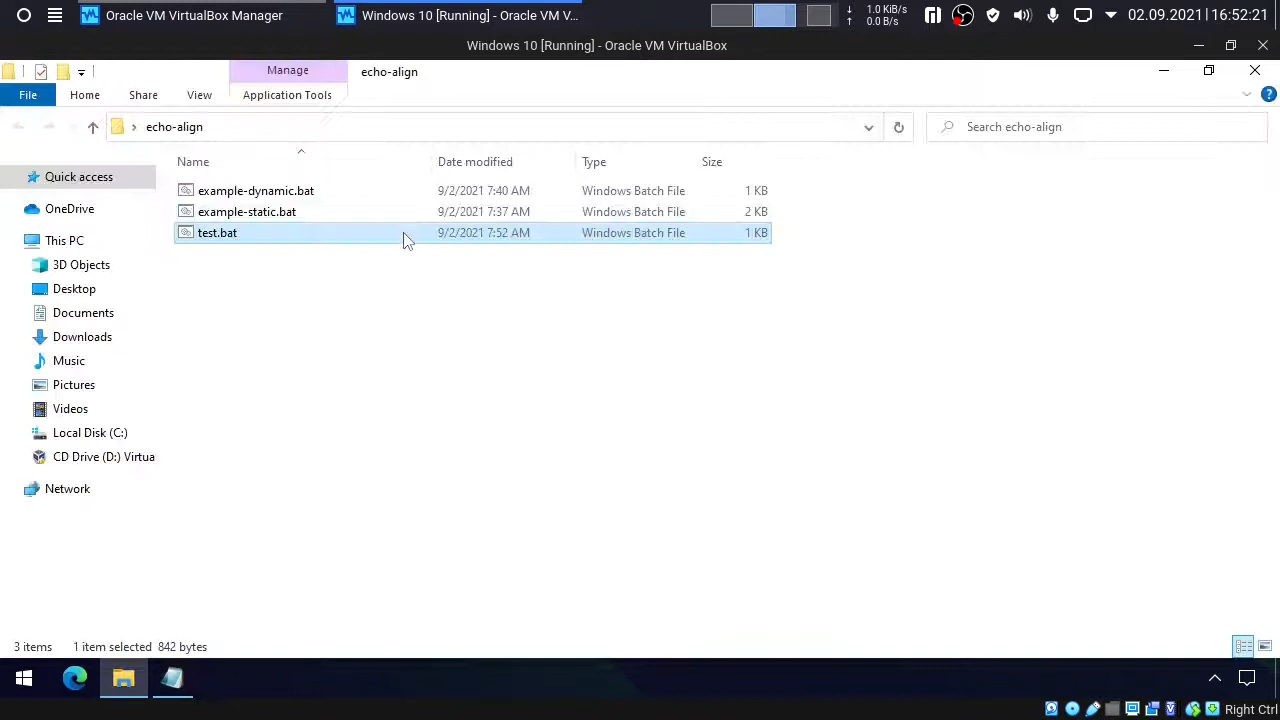 Oracle VM VirtualBox Manager
Windows 10 [Running] - Oracle VM V...
1.0 KiB/s
0.0 B/s
02.09.2021 | 16:52:21
Windows 10 [Running] - Oracle VM VirtualBox
Manage
echo-align
File
Home
Share
View
Application Tools
?
echo-align
Search echo-align
Name
Date modified
Type
Size
example-dynamic.bat
9/2/2021 7:40 AM
Windows Batch File
1 KB
example-static.bat
9/2/2021 7:37 AM
Windows Batch File
2 KB
test.bat
9/2/2021 7:52 AM
Windows Batch File
1 KB
Quick access
OneDrive
This PC
3D Objects
Desktop
Documents
Downloads
Music
Pictures
Videos
Local Disk (C:)
CD Drive (D:) Virtua
Network
3 items
1 item selected 842 bytes
Right Ctrl